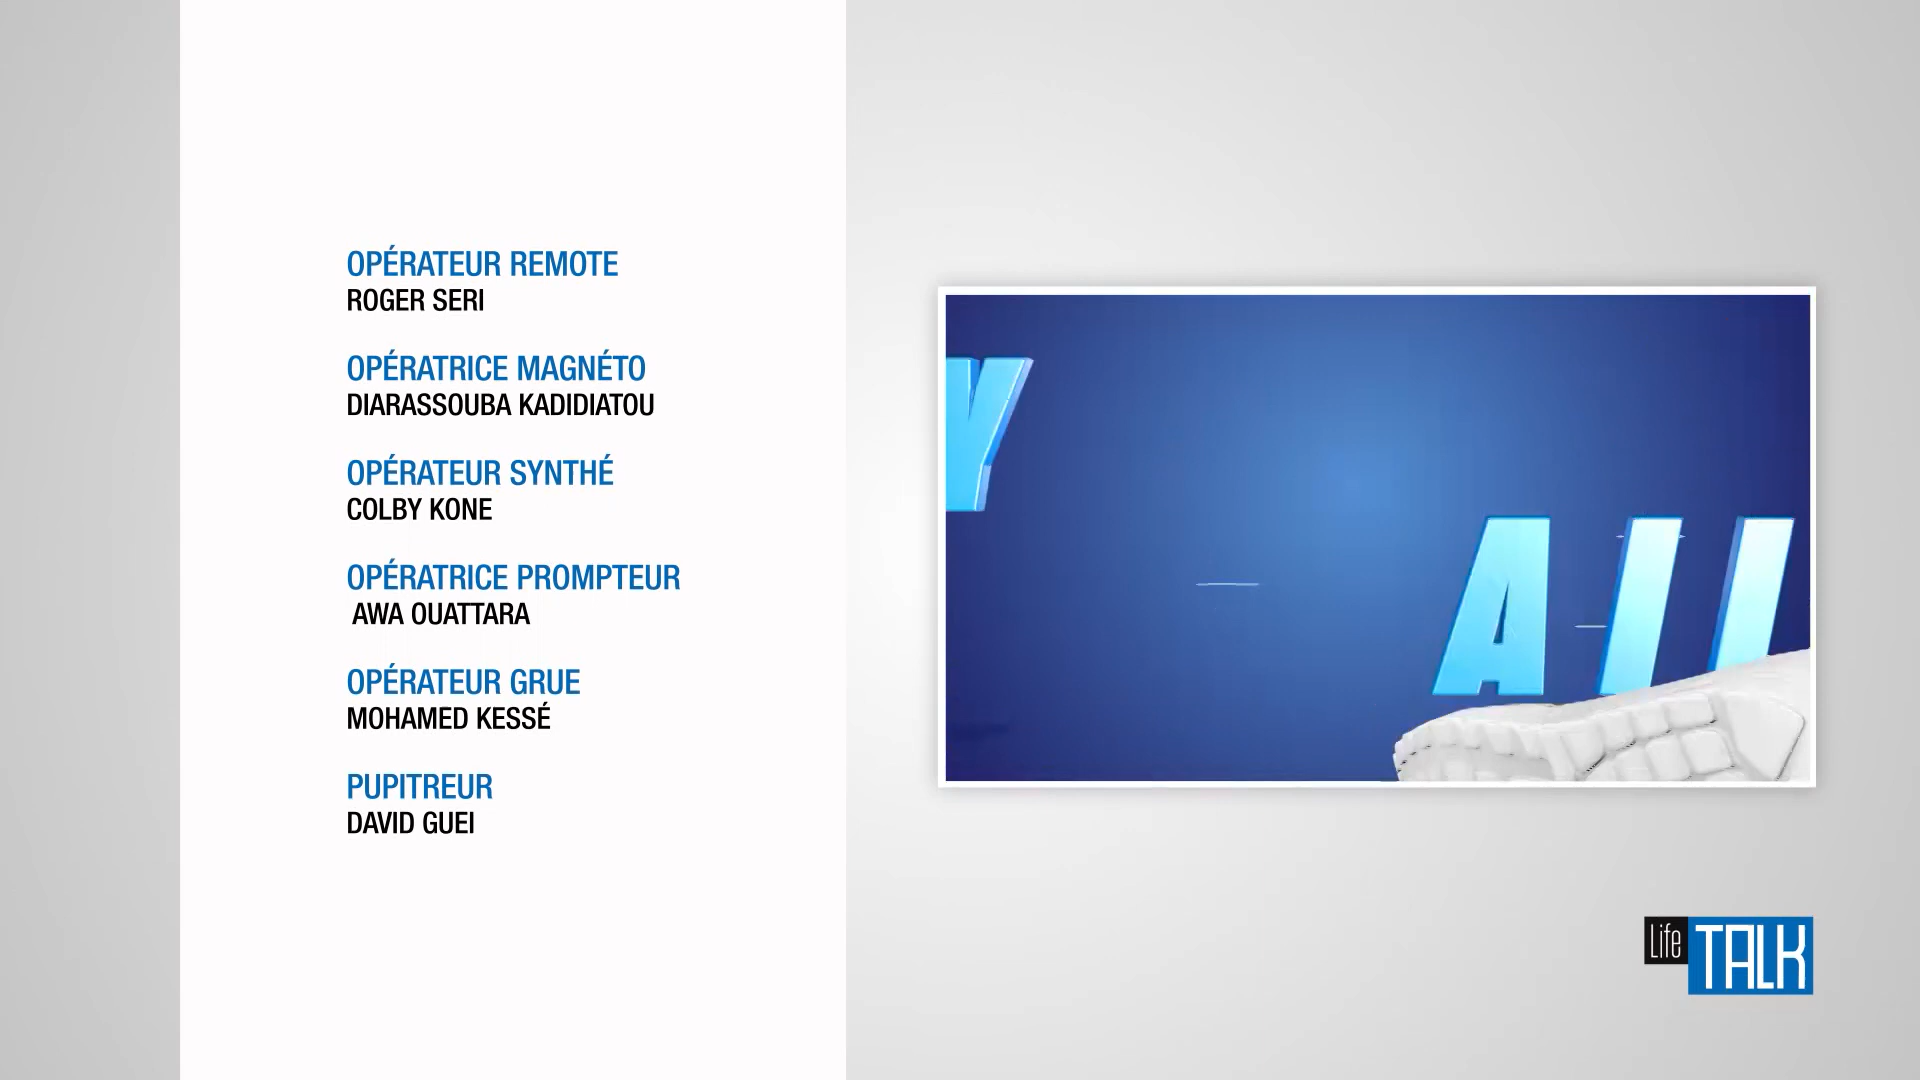 OPÉRATEUR REMOTE
ROGER SERI
OPÉRATRICE MAGNÉTO
DIARASSOUBA KADIDIATOU
OPÉRATEUR SYNTHÉ
COLBY KONE
OPÉRATRICE PROMPTEUR
AWA OUATTARA
OPÉRATEUR GRUE
MOHAMED KESSÉ
PUPITREUR
DAVID GUEI
Y
Life TALK